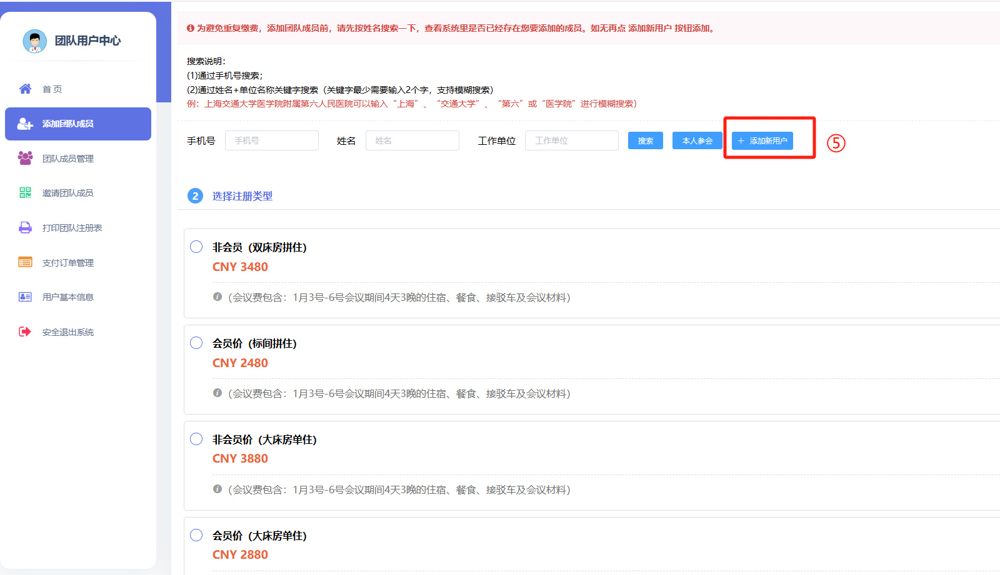 团队用户中心
首 页
添加团队成员
团队成员管理
邀请团队成员
打印团队注册表
支付订单管理
用户基本信息
安全退出系统
为避免重复缴费，添加团队成员前，请先按姓名搜索一下，查看系统里是否已经存在您要添加的成员。如无再点 添加新用户 按钮添加。
搜索说明：
(1)通过手机号搜索；
(2)通过姓名+单位名称关键字搜索（关键字最少需要输入2个字，支持模糊搜索）
例：上海交通大学医学院附属第六人民医院可以输入“上海”、“交通大学”、“第六”或“医学院”进行模糊搜索）
手机号 手机号 姓名 姓名 工作单位 工作单位 搜索 本人参会 + 添加新用户 ⑤
2 选择注册类型
非会员（双床房拼住）
CNY 3480
（会议费包含：1月3号-6号会议期间4天3晚的住宿、餐食、接驳车及会议材料）
会员价（标间拼住）
CNY 2480
（会议费包含：1月3号-6号会议期间4天3晚的住宿、餐食、接驳车及会议材料）
非会员价（大床房单住）
CNY 3880
（会议费包含：1月3号-6号会议期间4天3晚的住宿、餐食、接驳车及会议材料）
会员价（大床房单住）
CNY 2880